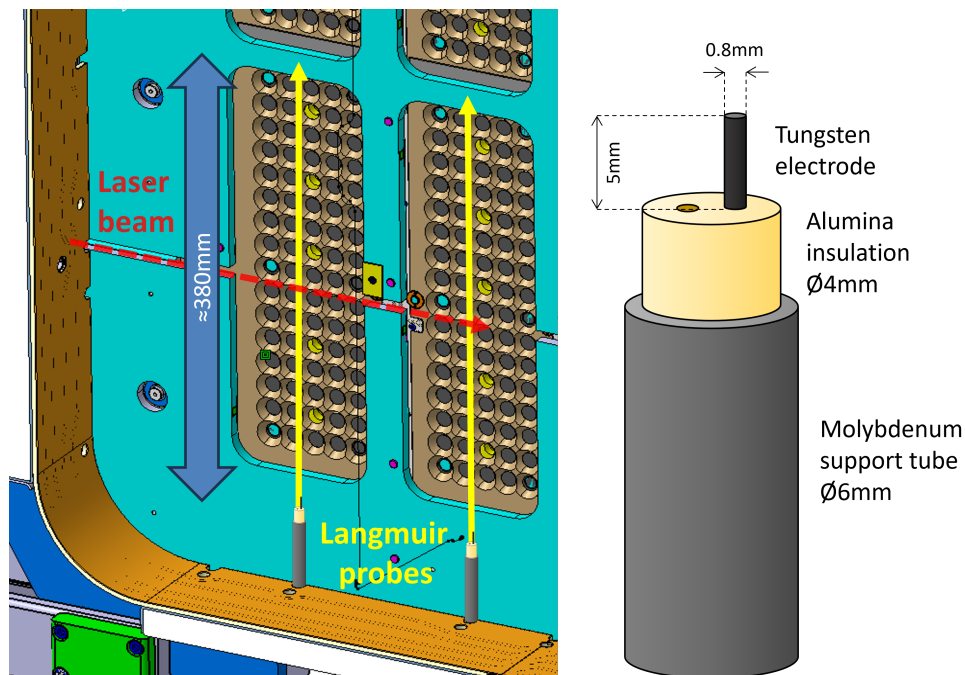 Laser
beam
≈380mm
Langmuir
probes
0.8mm
5mm
Tungsten
electrode
Alumina
insulation
Ø4mm
Molybdenum
support tube
Ø6mm